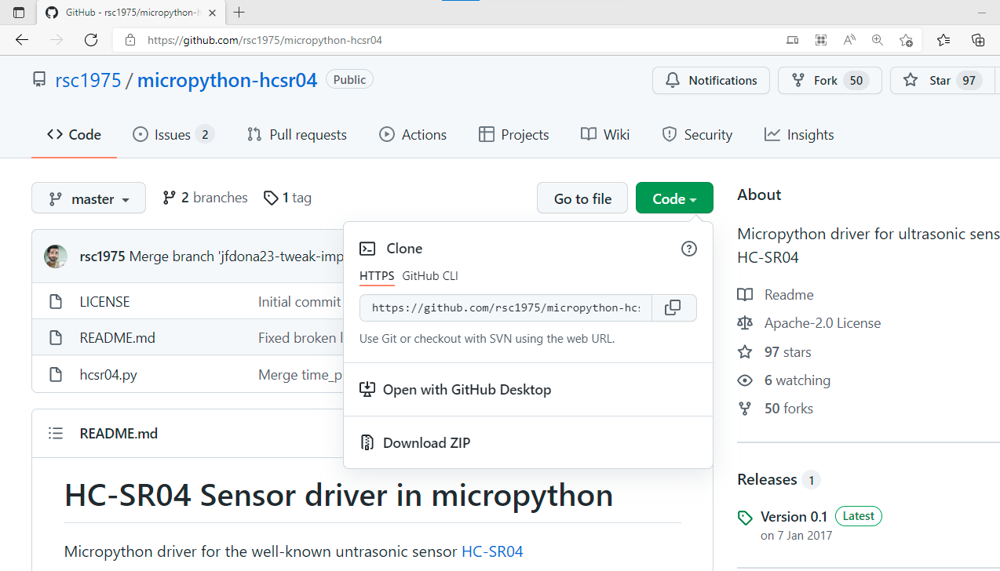 GitHub - rsc1975/micropython-h
https://github.com/rsc1975/micropython-hcsr04
rsc1975 / micropython-hcsr04 Public
Notifications
Fork 50
Star 97
Code
Issues 2
Pull requests
Actions
Projects
Wiki
Security
Insights
master
2 branches
1 tag
Go to file
Code
rsc1975 Merge branch 'jfdona23-tweak-imp
LICENSE Initial commit
README.md Fixed broken l
hcsr04.py Merge time_p
Clone
HTTPS GitHub CLI
https://github.com/rsc1975/micropython-hcs
Use Git or checkout with SVN using the web URL.
Open with GitHub Desktop
Download ZIP
README.md
HC-SR04 Sensor driver in micropython
Micropython driver for the well-known untrasonic sensor HC-SR04
About
Micropython driver for ultrasonic sens
HC-SR04
Readme
Apache-2.0 License
97 stars
6 watching
50 forks
Releases 1
Version 0.1 Latest
on 7 Jan 2017